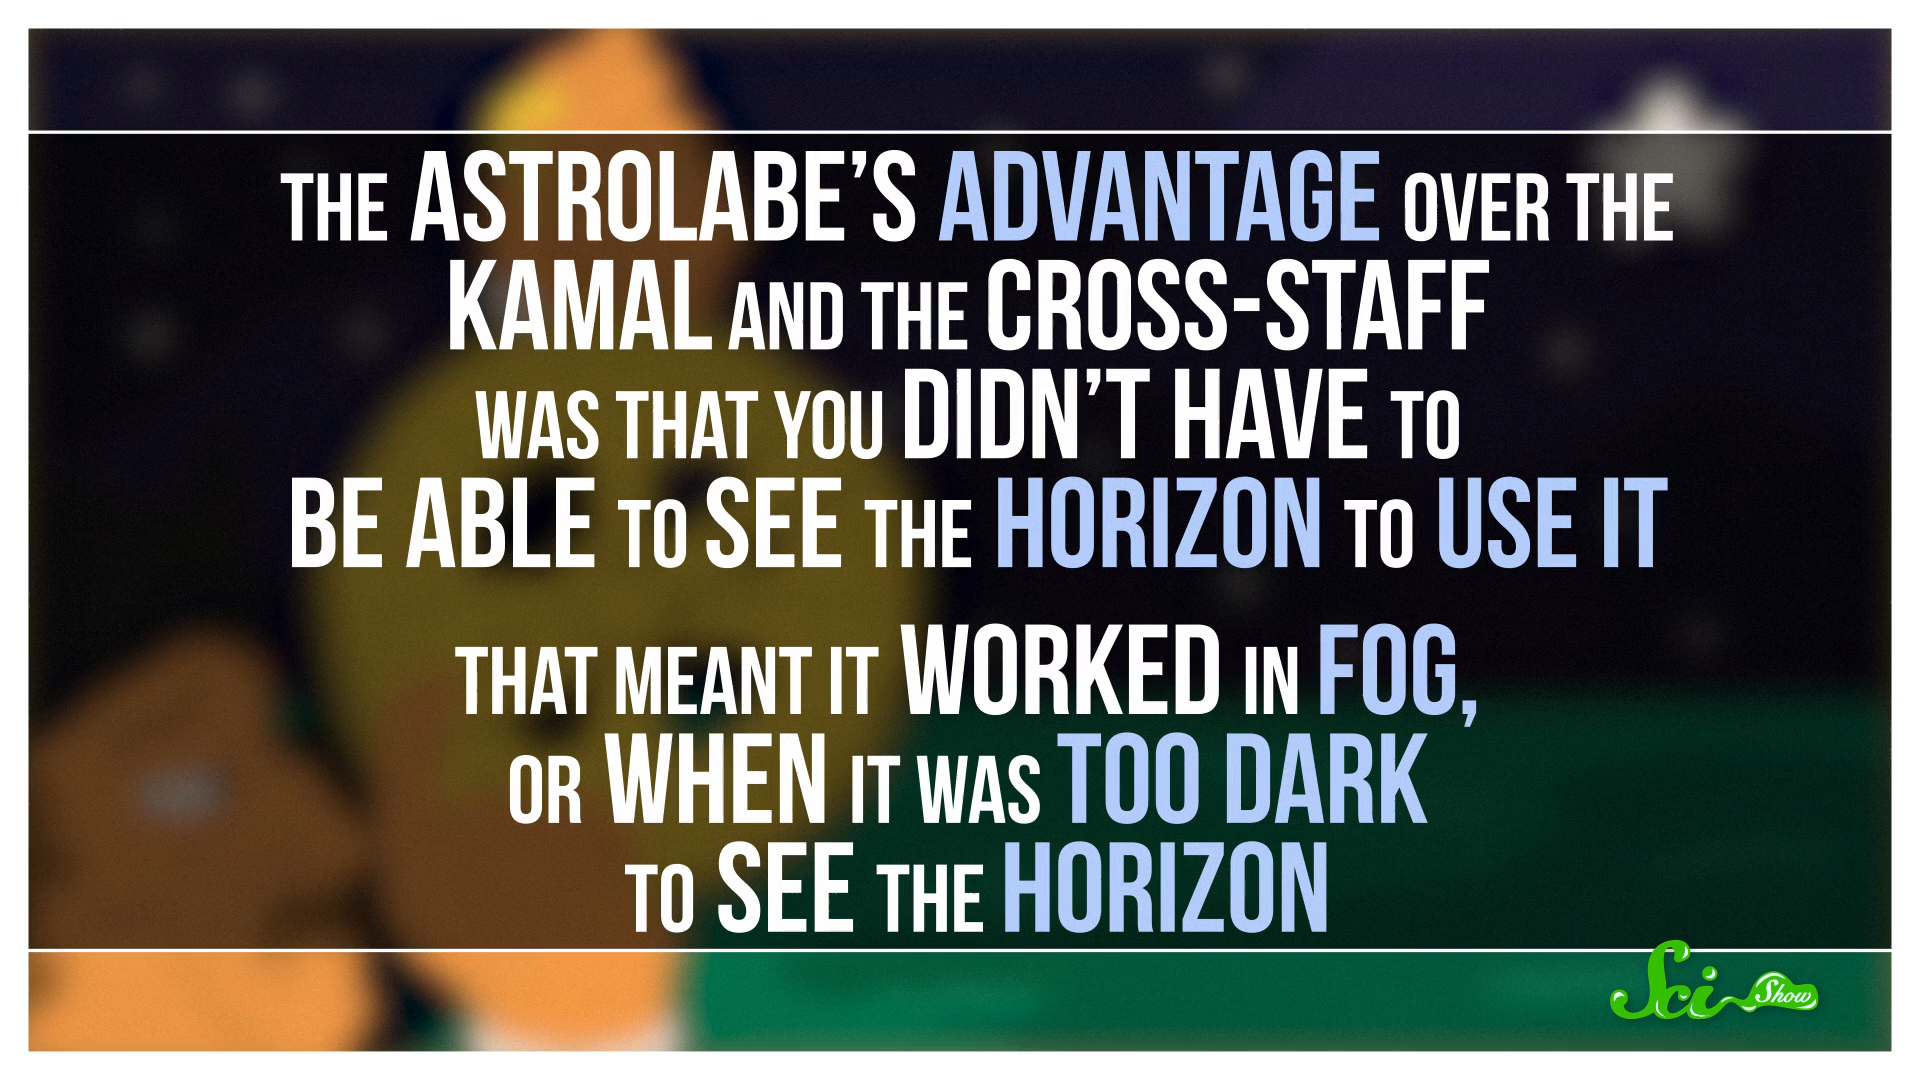 THE ASTROLABE’S ADVANTAGE OVER THE
KAMAL AND THE CROSS-STAFF
WAS THAT YOU DIDN’T HAVE TO
BE ABLE TO SEE THE HORIZON TO USE IT
THAT MEANT IT WORKED IN FOG,
OR WHEN IT WAS TOO DARK
TO SEE THE HORIZON
Sci Show